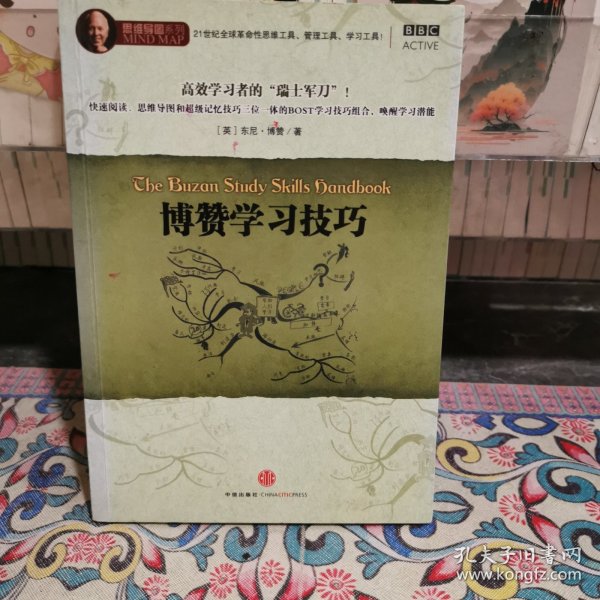 思维导图系列
MIND MAP
21世纪全球革命性思维工具、管理工具、学习工具！
BBC
ACTIVE
高效学习者的“瑞士军刀”！
快速阅读、思维导图和超级记忆技巧三位一体的BOST学习技巧组合，唤醒学习潜能
［英］东尼·博赞／著
The Buzan Study Skills Handbook
博赞学习技巧
PEOPLE
中信出版社·CHINACITICPRESS
孔夫子旧书网
www.kongfz.com